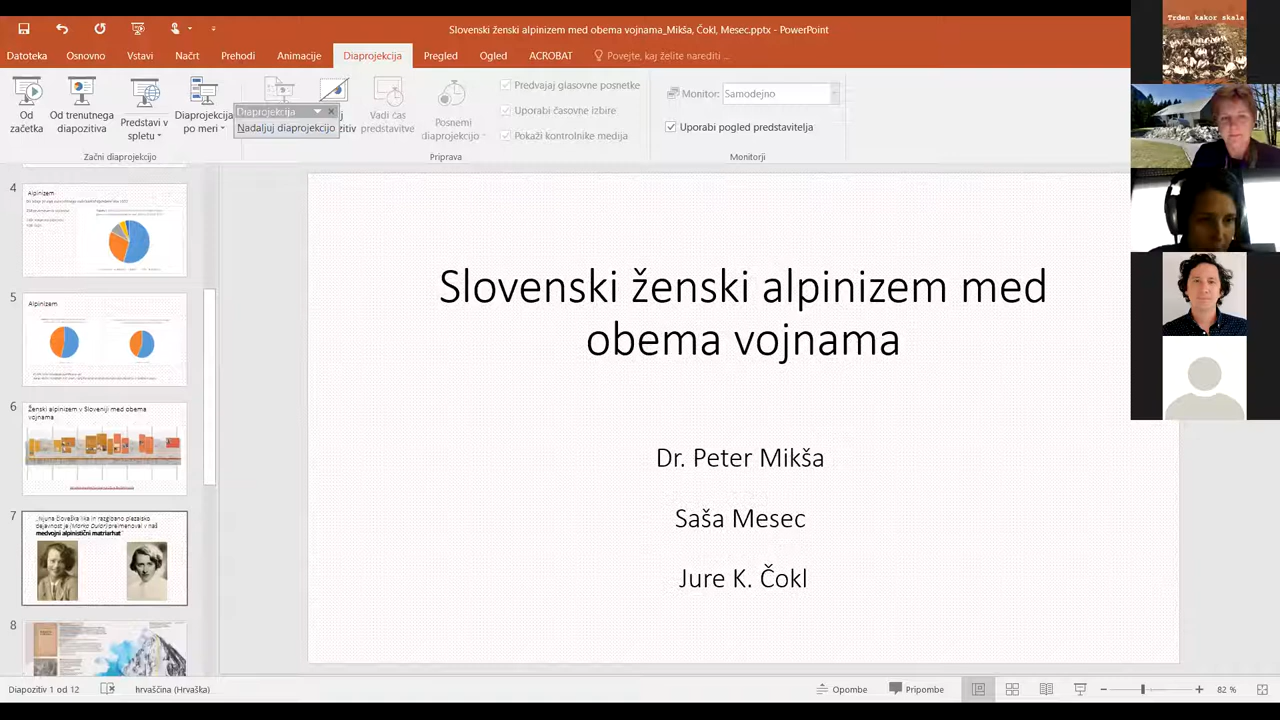 Slovenski ženski alpinizem med obema vojnama_Mikša, Čokl, Mesec.pptx - PowerPoint
Datoteka Osnovno Vstavi Načrt Prehodi Animacije Diaprojekcija Pregled Ogled ACROBAT Povejte, kaj želite narediti ...
Od začetka
Od trenutnega diapozitiva
Predstavi v spletu
Diaprojekcija po meri
Diaprojekcija
Nadaljuj diaprojekcijo
Vadi čas predstavitve
Posnemi diaprojekcijo
Predvajaj glasovne posnetke
Uporabi časovne izbire
Pokaži kontrolnike medija
Monitor: Samodejno
Uporabi pogled predstavitelja
Začni diaprojekcijo
Priprava
Monitorji
Trden kakor skala
4
Alpinizem
5
Alpinizem
6
Ženski alpinizem v Sloveniji med obema
vojnama
7
medvojni alpinistični matriarhat
8
Slovenski ženski alpinizem med
obema vojnama
Dr. Peter Mikša
Saša Mesec
Jure K. Čokl
Diapozitiv 1 od 12 hrvaščina (Hrvaška) Opombe Pripombe 82 %